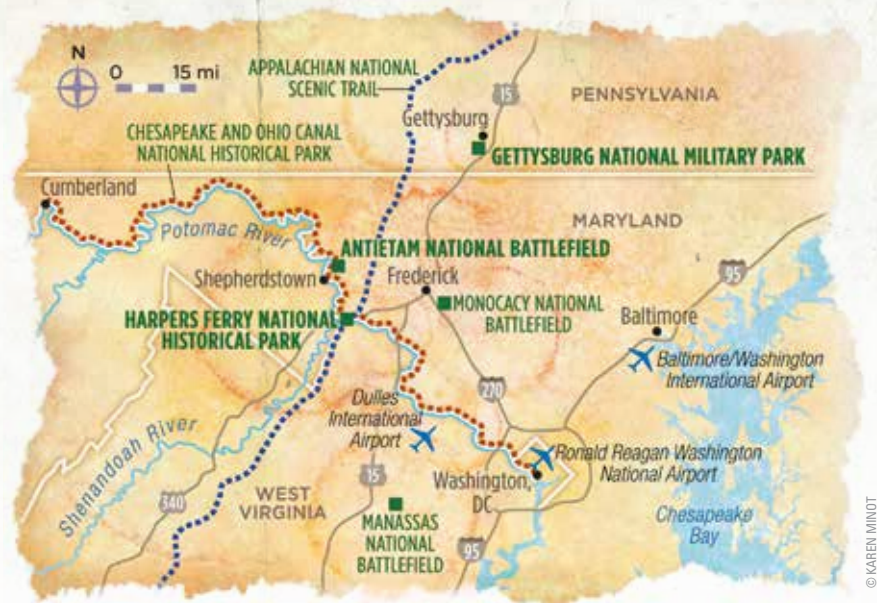 N
0 15 mi
APPALACHIAN NATIONAL
SCENIC TRAIL
15
PENNSYLVANIA
Gettysburg
CHESAPEAKE AND OHIO CANAL
NATIONAL HISTORICAL PARK
GETTYSBURG NATIONAL MILITARY PARK
Cumberland
MARYLAND
Potomac River
ANTIETAM NATIONAL BATTLEFIELD
95
Shepherdstown
Frederick
MONOCACY NATIONAL
BATTLEFIELD
Baltimore
HARPERS FERRY NATIONAL
HISTORICAL PARK
Baltimore/Washington
International Airport
270
Dulles
International
Airport
Shenandoah River
Ronald Reagan Washington
National Airport
15
Washington,
DC
340
WEST
VIRGINIA
MANASSAS
NATIONAL
BATTLEFIELD
95
Chesapeake
Bay
© KAREN MINOT